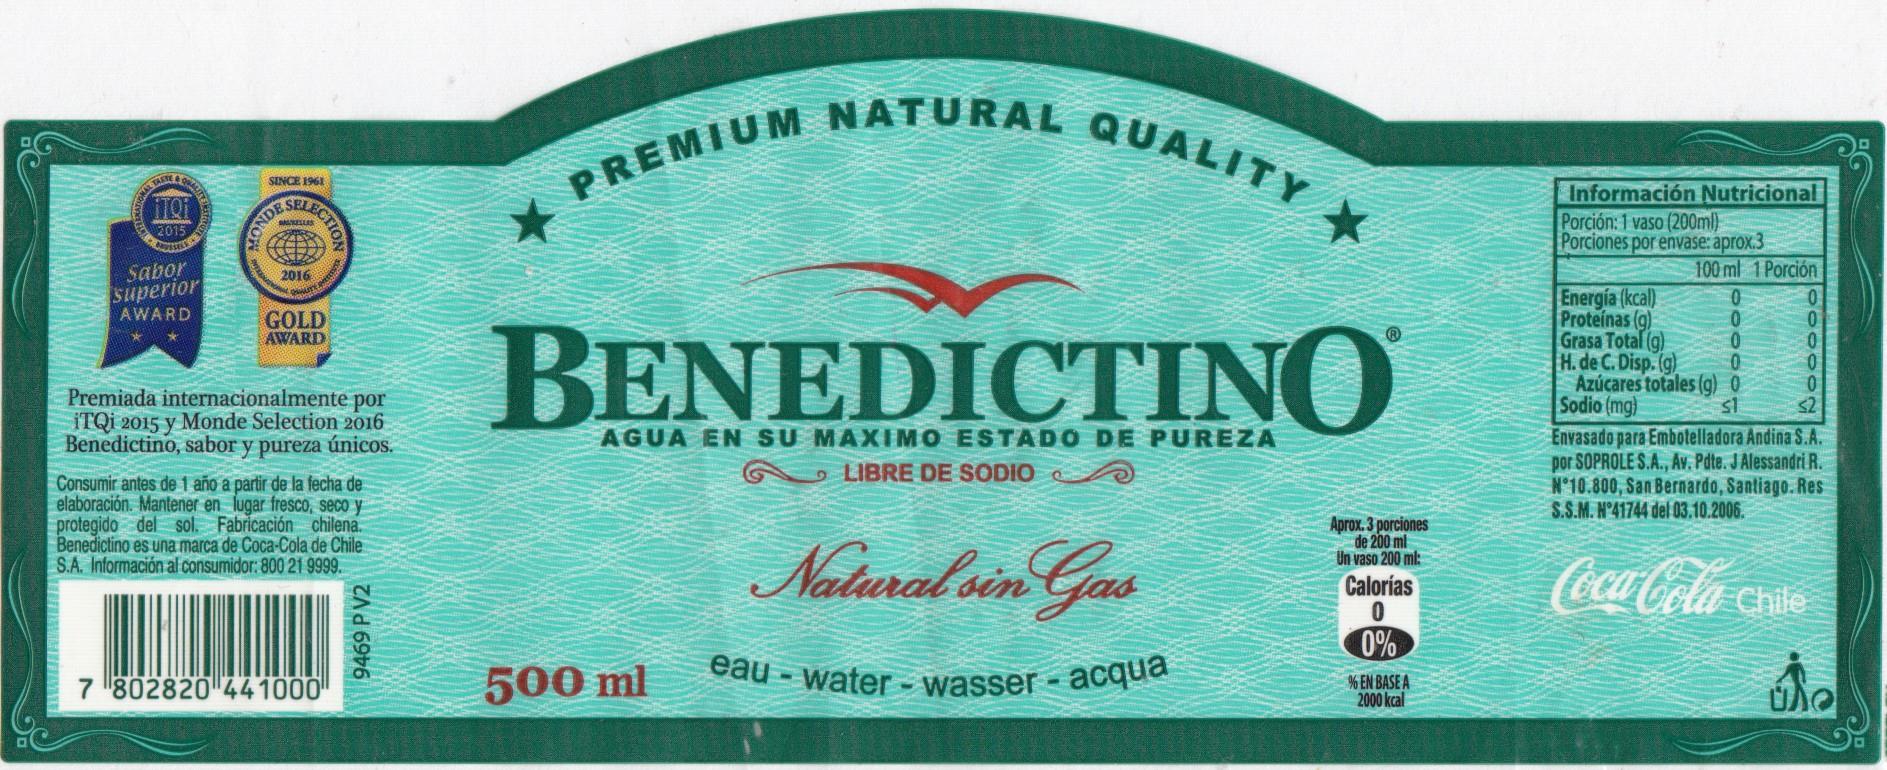 PREMIUM NATURAL QUALITY
BENEDICTINO®
AGUA EN SU MAXIMO ESTADO DE PUREZA
LIBRE DE SODIO
Natural sin Gas
500 ml
eau - water - wasser - acqua
INTERNATIONAL TASTE & QUALITY INSTITUTE
iTQi
2015
BRUSSELS
Sabor
superior
AWARD
SINCE 1961
MONDE SELECTION
BRUXELLES
2016
INTERNATIONAL QUALITY
GOLD
AWARD
Premiada internacionalmente por
iTQi 2015 y Monde Selection 2016
Benedictino, sabor y pureza únicos.
Consumir antes de 1 año a partir de la fecha de
elaboración. Mantener en lugar fresco, seco y
protegido del sol. Fabricación chilena.
Benedictino es una marca de Coca-Cola de Chile
S.A. Información al consumidor: 800 21 9999.
7 802820 441000
9469 P V2
Aprox. 3 porciones
de 200 ml
Un vaso 200 ml:
Calorías
0
0%
% EN BASE A
2000 kcal
Información Nutricional
Porción: 1 vaso (200ml)
Porciones por envase: aprox.3
100 ml 1 Porción
Energía (kcal) 0 0
Proteínas (g) 0 0
Grasa Total (g) 0 0
H. de C. Disp. (g) 0 0
Azúcares totales (g) 0 0
Sodio (mg) ≤1 ≤2
Envasado para Embotelladora Andina S.A.
por SOPROLE S.A., Av. Pdte. J Alessandri R.
N°10.800, San Bernardo, Santiago. Res
S.S.M. N°41744 del 03.10.2006.
Coca-Cola Chile